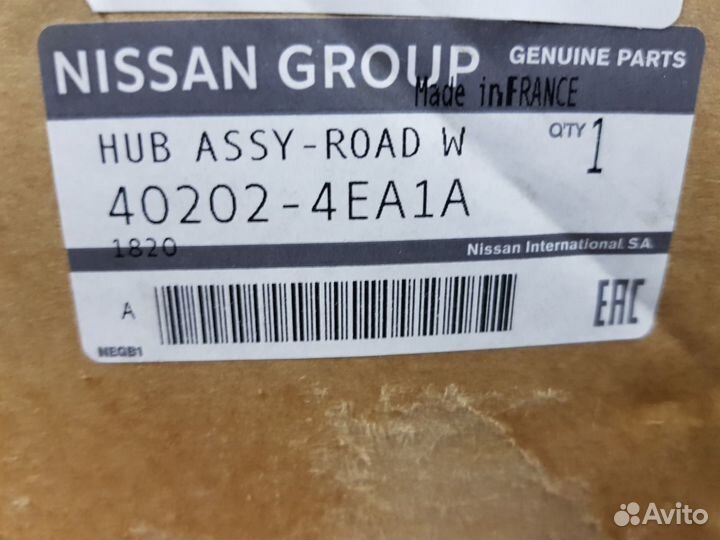 NISSAN GROUP GENUINE PARTS
Made in FRANCE
HUB ASSY-ROAD W Q'TY 1
40202-4EA1A
1820
Nissan International SA
A
EAC
NEGB1
Avito